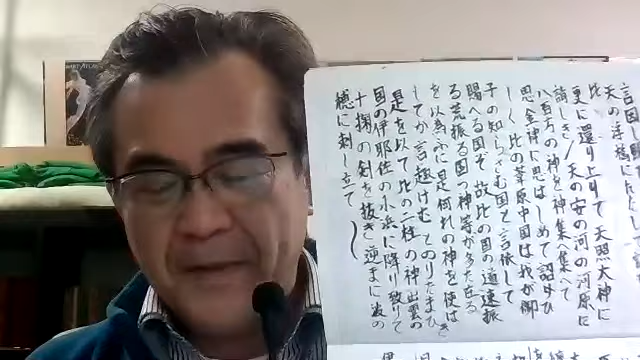 天の浮橋に
更に還り上りて 天照大神に
請しき/天の安の河の河原に
八百万の神を神集へ集へて
思金神に思はしめて詔
しく 比の葦原中国は我が御
子の知らさむ国と言依して
賜へる国ぞ 故比の国の道速振
る荒振る国つ神等が多た在る
を以為ふに是何れの神を使は
してか言趣けむ とのりたまひ
是を以て比の二柱の神出雲の
国の伊耶佐の小浜に降り致りて
十掬の剣を抜き逆まに波の
穂に刺し立て